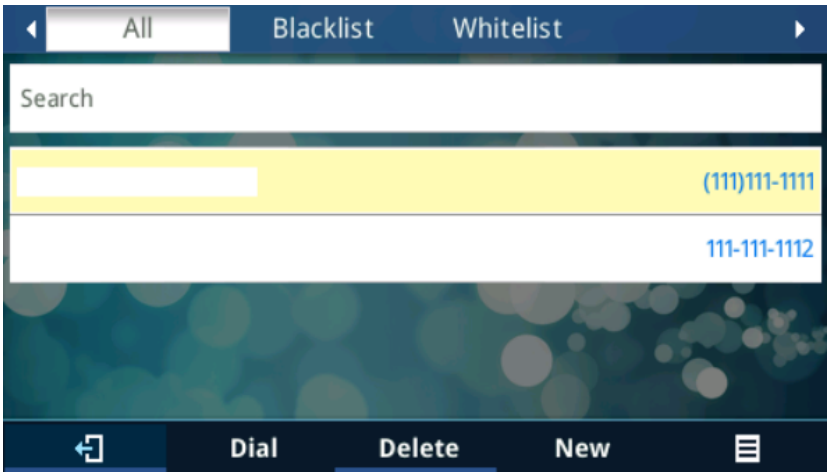 All Blacklist Whitelist
Search
(111)111-1111
111-111-1112
Dial Delete New